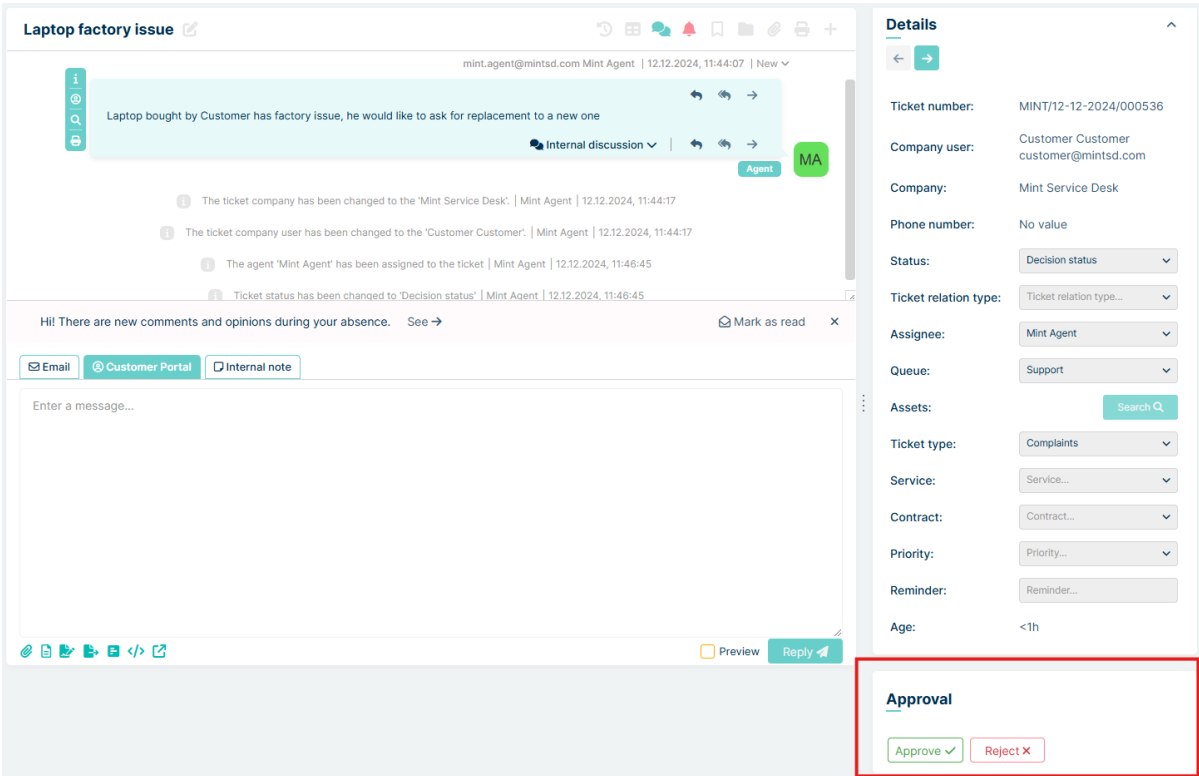 Laptop factory issue
mint.agent@mintsd.com Mint Agent | 12.12.2024, 11:44:07 | New
Laptop bought by Customer has factory issue, he would like to ask for replacement to a new one
Internal discussion
Agent
MA
The ticket company has been changed to the 'Mint Service Desk'. | Mint Agent | 12.12.2024, 11:44:17
The ticket company user has been changed to the 'Customer Customer'. | Mint Agent | 12.12.2024, 11:44:17
The agent 'Mint Agent' has been assigned to the ticket | Mint Agent | 12.12.2024, 11:46:45
Ticket status has been changed to 'Decision status' | Mint Agent | 12.12.2024, 11:46:45
Hi! There are new comments and opinions during your absence. See → Mark as read ×
Email Customer Portal Internal note
Enter a message...
Preview Reply
Details
Ticket number: MINT/12-12-2024/000536
Company user: Customer Customer
customer@mintsd.com
Company: Mint Service Desk
Phone number: No value
Status: Decision status
Ticket relation type: Ticket relation type...
Assignee: Mint Agent
Queue: Support
Assets: Search
Ticket type: Complaints
Service: Service...
Contract: Contract...
Priority: Priority...
Reminder: Reminder...
Age: <1h
Approval
Approve Reject